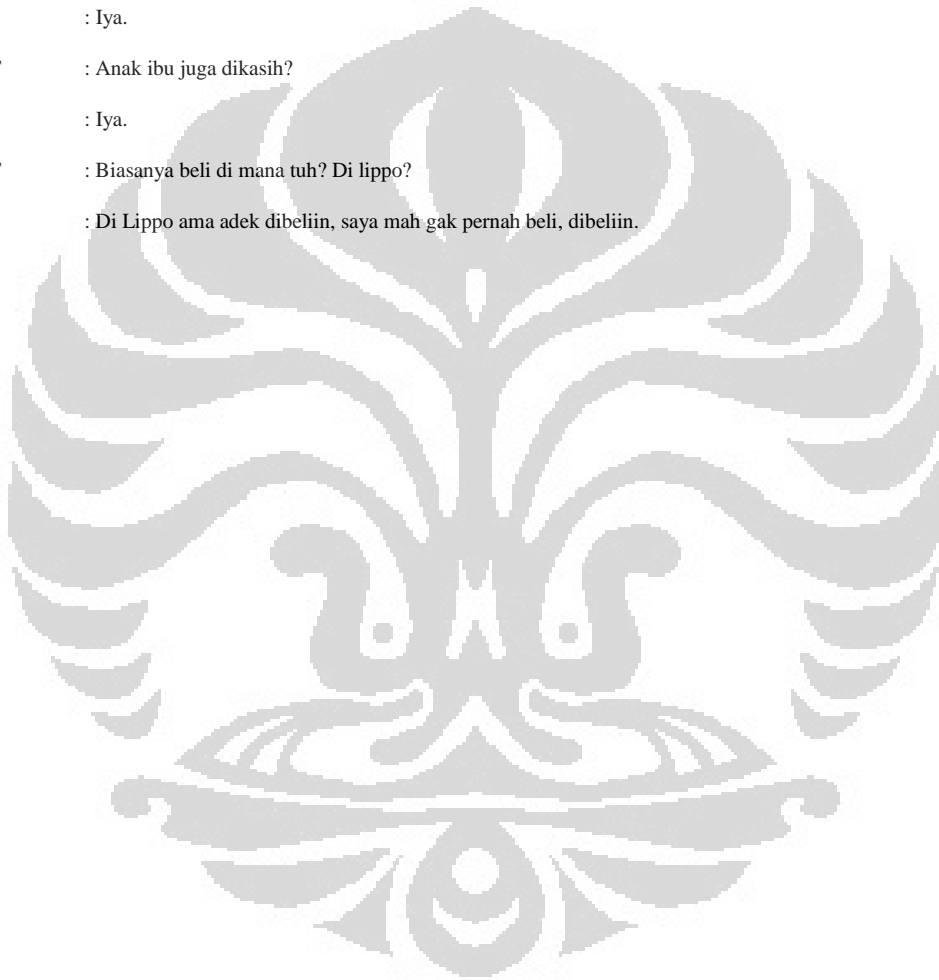 : Iya.
: Anak ibu juga dikasih?
: Iya.
: Biasanya beli di mana tuh? Di lippo?
: Di Lippo ama adek dibeliin, saya mah gak pernah beli, dibeliin.